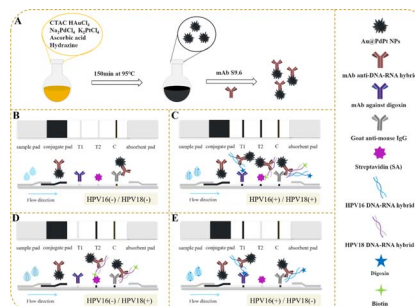 A
CTAC HAuCl4
Na2PdCl4 K2PtCl4
Ascorbic acid
Hydrazine
150min at 95°C
mAb S9.6
B
sample pad
conjugate pad
T1
T2
C
absorbent pad
Flow direction
HPV16(-) / HPV18(-)
C
sample pad
conjugate pad
T1
T2
C
absorbent pad
Flow direction
HPV16(+) / HPV18(+)
D
sample pad
conjugate pad
T1
T2
C
absorbent pad
Flow direction
HPV16(-) / HPV18(+)
E
sample pad
conjugate pad
T1
T2
C
absorbent pad
Flow direction
HPV16(+) / HPV18(-)
Au@PdPt NPs
mAb anti-DNA-RNA hybrid
mAb against digoxin
Goat anti-mouse IgG
Streptavidin (SA)
HPV16 DNA-RNA hybrid
HPV18 DNA-RNA hybrid
Digoxin
Biotin